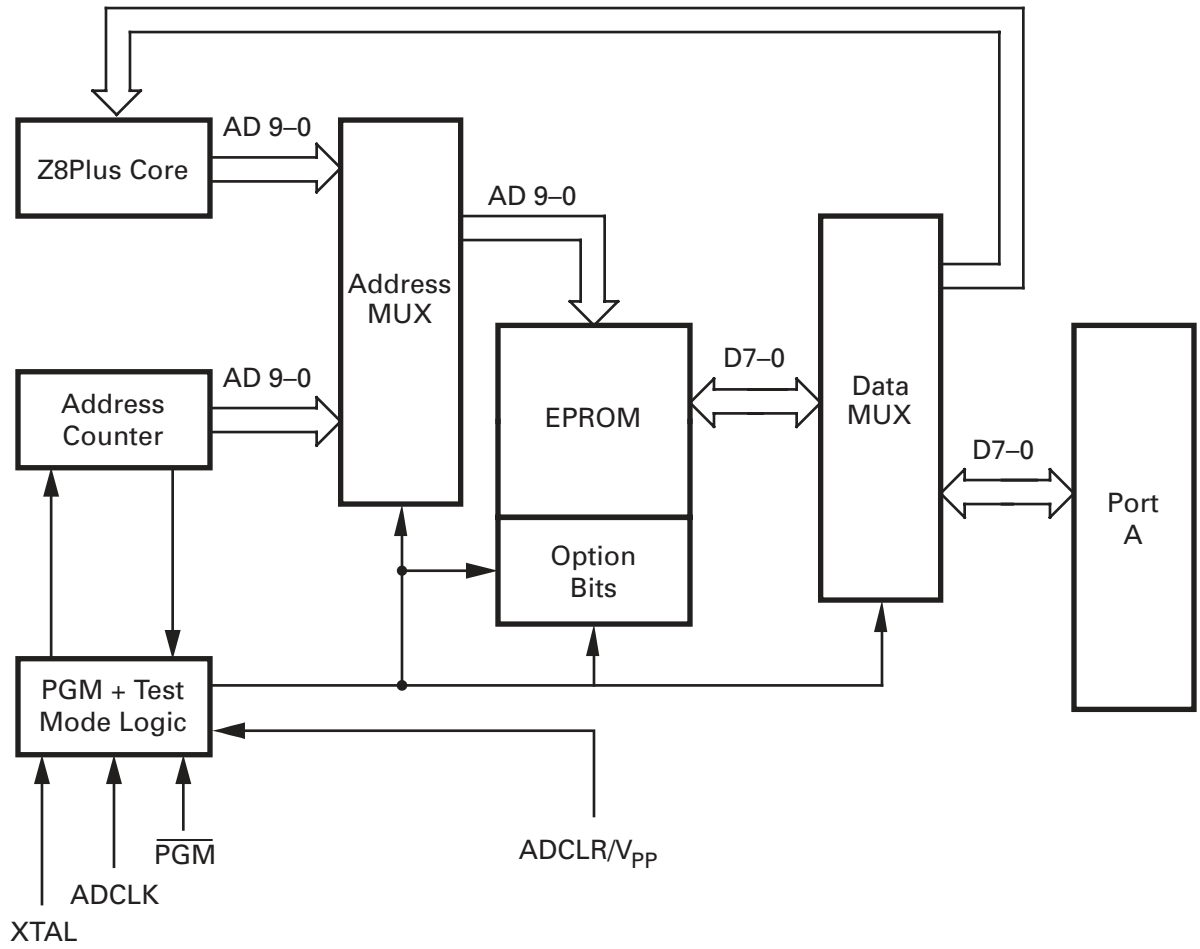 AD 9–0
Z8Plus Core
AD 9–0
Address
MUX
AD 9–0
Address
Counter
D7–0
EPROM
Data
MUX
D7–0
Port
A
Option
Bits
PGM + Test
Mode Logic
PGM
ADCLR/VPP
ADCLK
XTAL